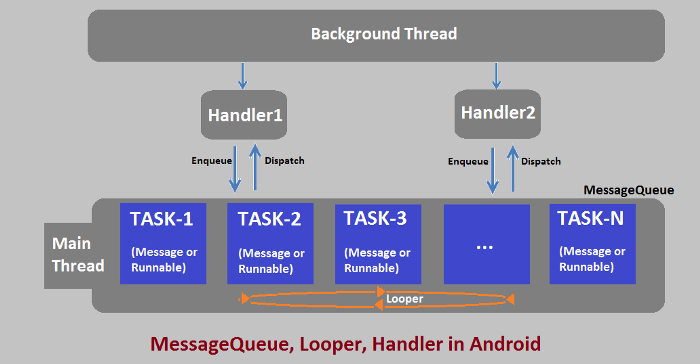 Background Thread
Handler1
Handler2
Enqueue
Dispatch
Enqueue
Dispatch
MessageQueue
Main
Thread
TASK-1
(Message or
Runnable)
TASK-2
(Message or
Runnable)
TASK-3
(Message or
Runnable)
...
TASK-N
(Message or
Runnable)
Looper
MessageQueue, Looper, Handler in Android